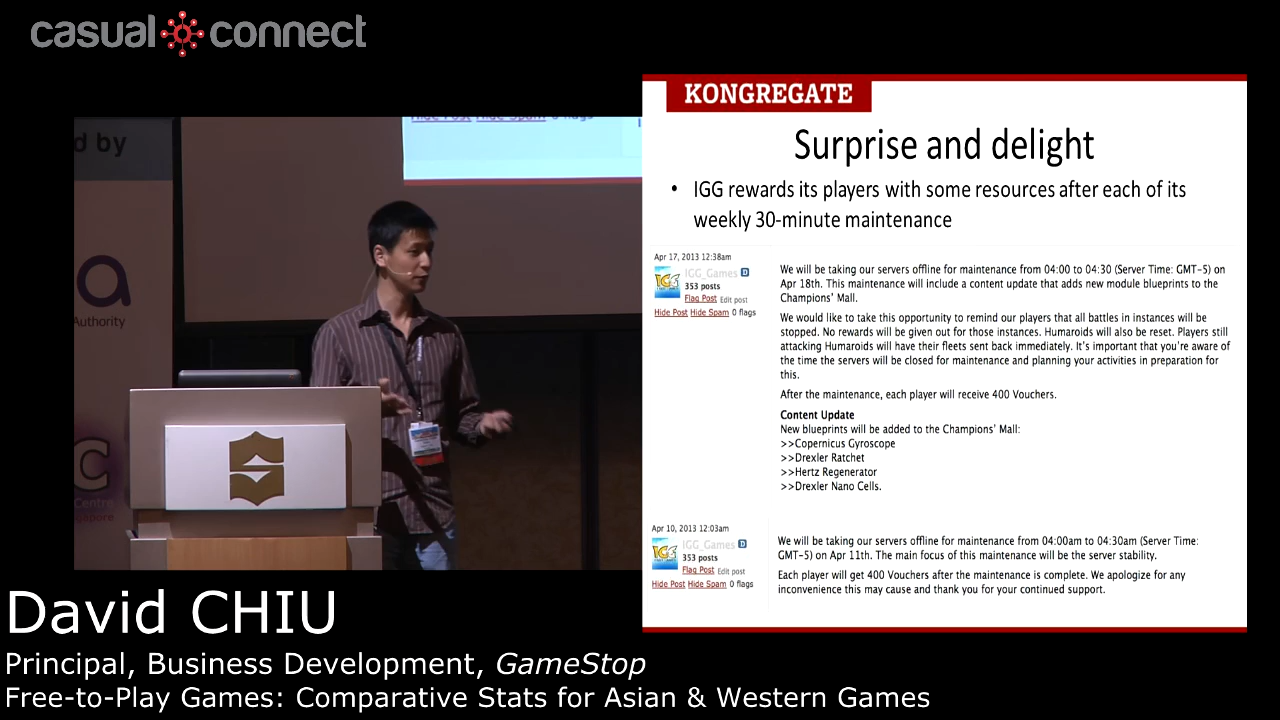 casual connect
d by
a
Authority
C
Centre
KONGREGATE
Surprise and delight
• IGG rewards its players with some resources after each of its
weekly 30-minute maintenance
Apr 17, 2013 12:38am
IGG_Games D
353 posts
Flag Post Edit post
Hide Post Hide Spam 0 flags
We will be taking our servers offline for maintenance from 04:00 to 04:30 (Server Time: GMT-5) on
Apr 18th. This maintenance will include a content update that adds new module blueprints to the
Champions' Mall.
We would like to take this opportunity to remind our players that all battles in instances will be
stopped. No rewards will be given out for those instances. Humaroids will also be reset. Players still
attacking Humaroids will have their fleets sent back immediately. It's important that you're aware of
the time the servers will be closed for maintenance and planning your activities in preparation for
this.
After the maintenance, each player will receive 400 Vouchers.
Content Update
New blueprints will be added to the Champions' Mall:
>>Copernicus Gyroscope
>>Drexler Ratchet
>>Hertz Regenerator
>>Drexler Nano Cells.
Apr 10, 2013 12:03am
IGG_Games D
353 posts
Flag Post Edit post
Hide Post Hide Spam 0 flags
We will be taking our servers offline for maintenance from 04:00am to 04:30am (Server Time:
GMT-5) on Apr 11th. The main focus of this maintenance will be the server stability.
Each player will get 400 Vouchers after the maintenance is complete. We apologize for any
inconvenience this may cause and thank you for your continued support.
David CHIU
Principal, Business Development, GameStop
Free-to-Play Games: Comparative Stats for Asian & Western Games